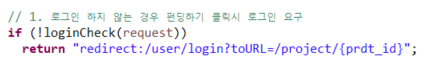 // 1. 로그인 하지 않는 경우 펀딩하기 클릭시 로그인 요구
if (!loginCheck(request))
return "redirect:/user/login?toURL=/project/{prdt_id}";